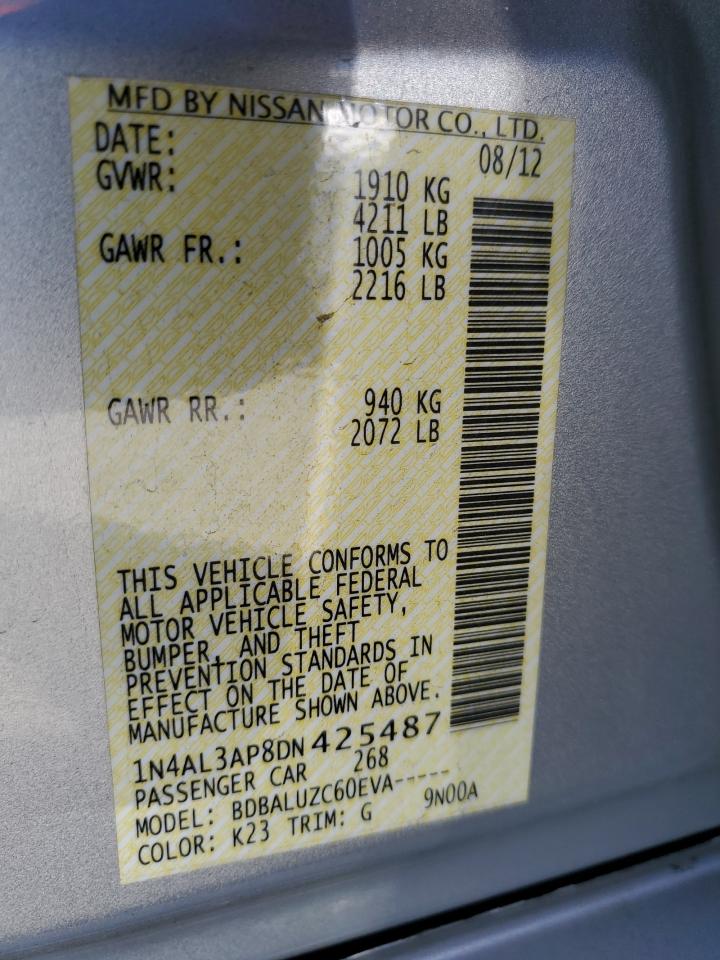 MFD BY NISSAN MOTOR CO., LTD.
DATE: 08/12
GVWR: 1910 KG
4211 LB
GAWR FR.: 1005 KG
2216 LB
GAWR RR.: 940 KG
2072 LB
THIS VEHICLE CONFORMS TO
ALL APPLICABLE FEDERAL
MOTOR VEHICLE SAFETY,
BUMPER, AND THEFT
PREVENTION STANDARDS IN
EFFECT ON THE DATE OF
MANUFACTURE SHOWN ABOVE.
1N4AL3AP8DN425487
PASSENGER CAR 268
MODEL: BDBALUZC60EVA-----
COLOR: K23 TRIM: G 9N00A